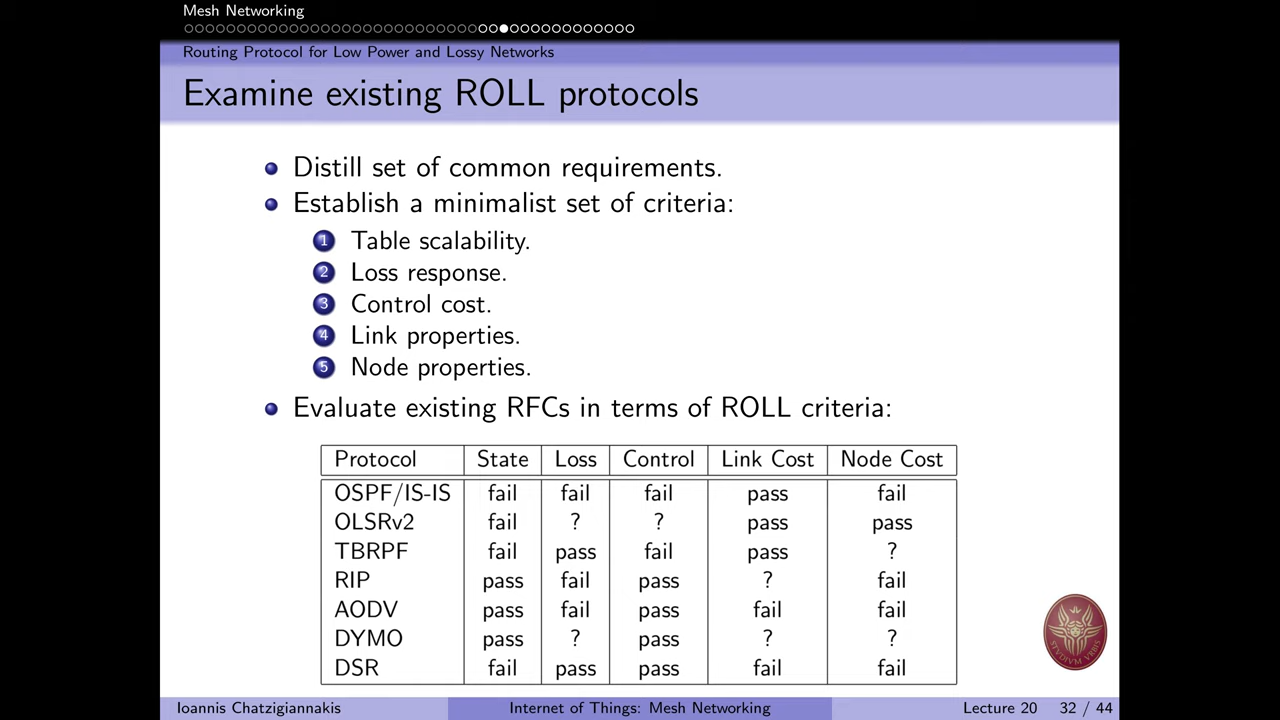 Mesh Networking
Routing Protocol for Low Power and Lossy Networks
Examine existing ROLL protocols
Distill set of common requirements.
Establish a minimalist set of criteria:
1 Table scalability.
2 Loss response.
3 Control cost.
4 Link properties.
5 Node properties.
Evaluate existing RFCs in terms of ROLL criteria:
Protocol State Loss Control Link Cost Node Cost
OSPF/IS-IS fail fail fail pass fail
OLSRv2 fail ? ? pass pass
TBRPF fail pass fail pass ?
RIP pass fail pass ? fail
AODV pass fail pass fail fail
DYMO pass ? pass ? ?
DSR fail pass pass fail fail
STVDIVM VRBIS
Ioannis Chatzigiannakis Internet of Things: Mesh Networking Lecture 20 32 / 44